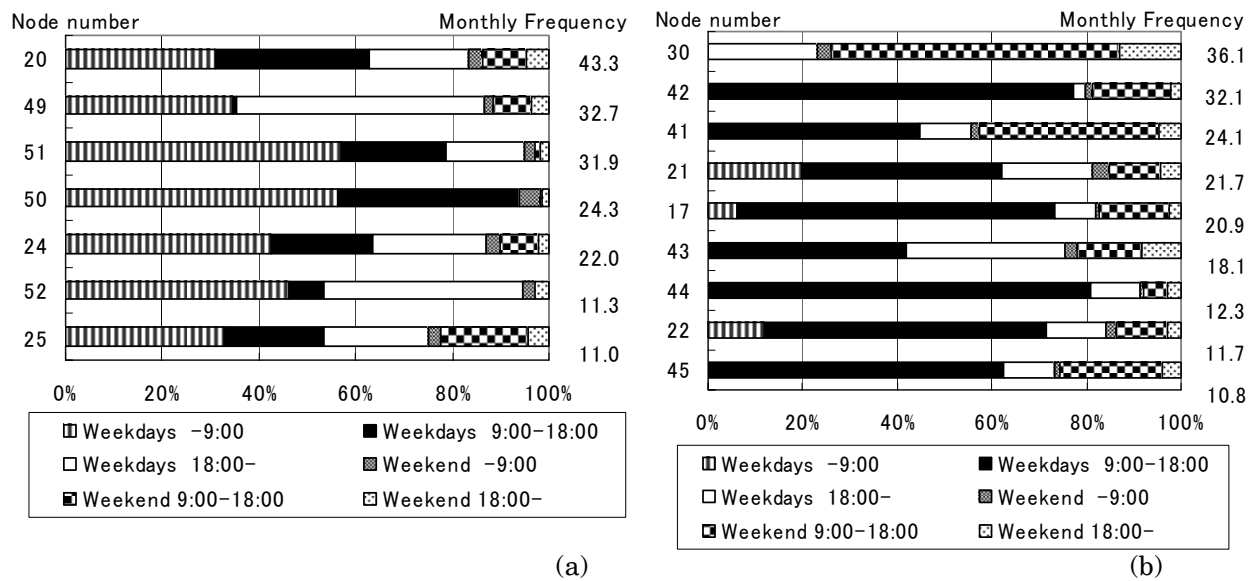 Node number Monthly Frequency
20 43.3
49 32.7
51 31.9
50 24.3
24 22.0
52 11.3
25 11.0
0% 20% 40% 60% 80% 100%
Weekdays -9:00 Weekdays 9:00-18:00
Weekdays 18:00- Weekend -9:00
Weekend 9:00-18:00 Weekend 18:00-
(a)
Node number Monthly Frequency
30 36.1
42 32.1
41 24.1
21 21.7
17 20.9
43 18.1
44 12.3
22 11.7
45 10.8
0% 20% 40% 60% 80% 100%
Weekdays -9:00 Weekdays 9:00-18:00
Weekdays 18:00- Weekend -9:00
Weekend 9:00-18:00 Weekend 18:00-
(b)